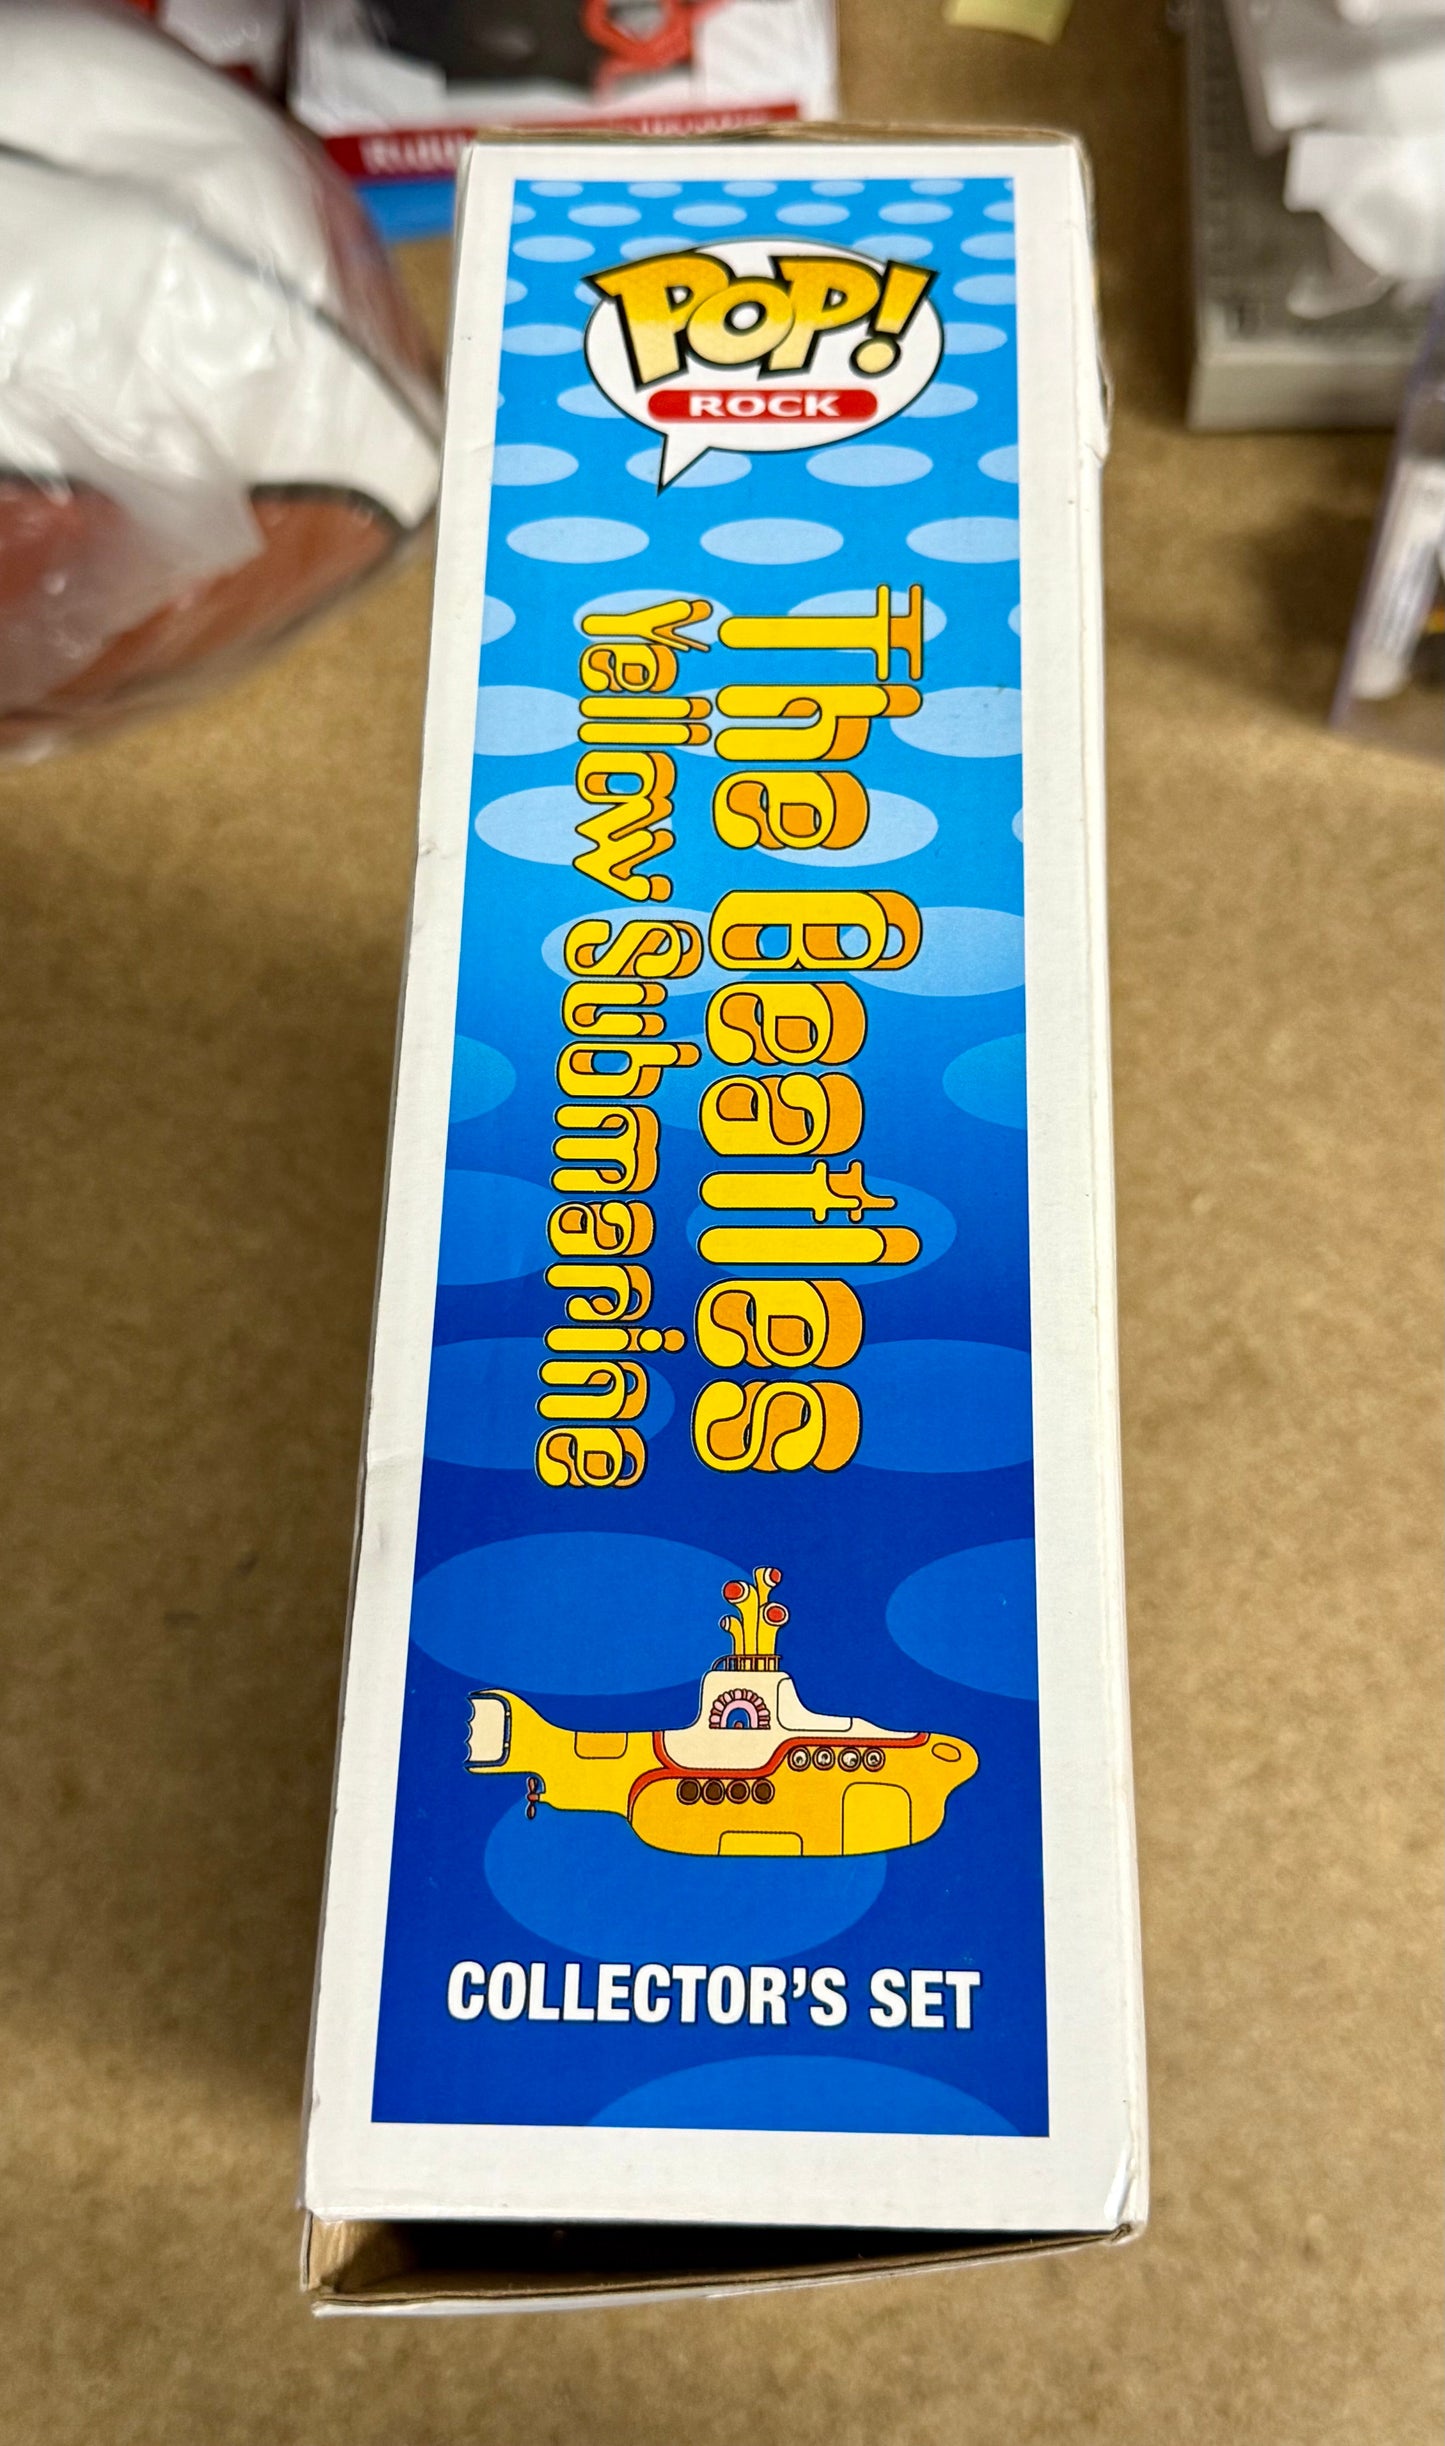 POP!
ROCK
The Beatles
Yellow Submarine
COLLECTOR'S SET